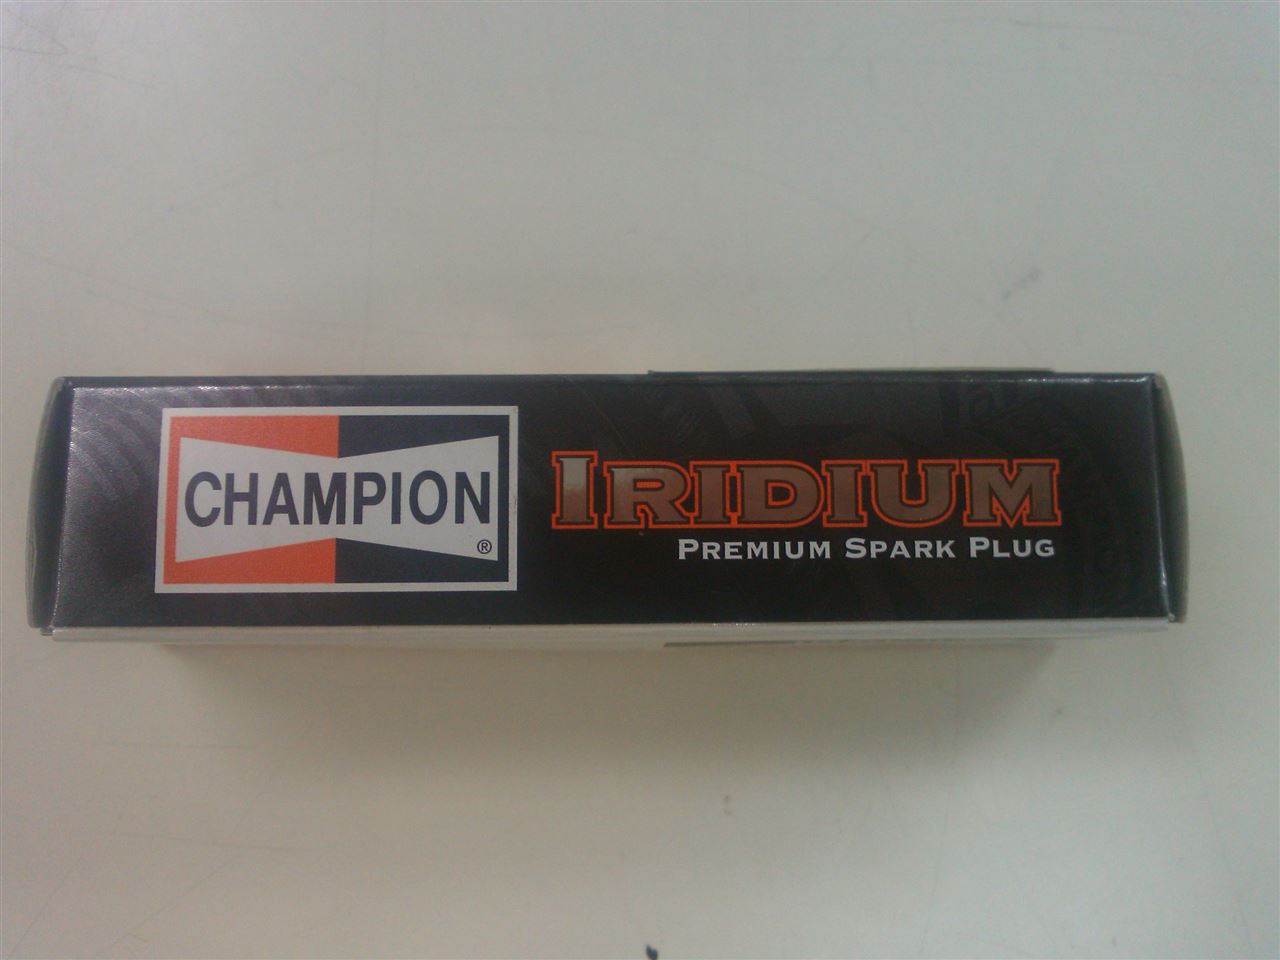 CHAMPION
®
IRIDIUM
PREMIUM SPARK PLUG